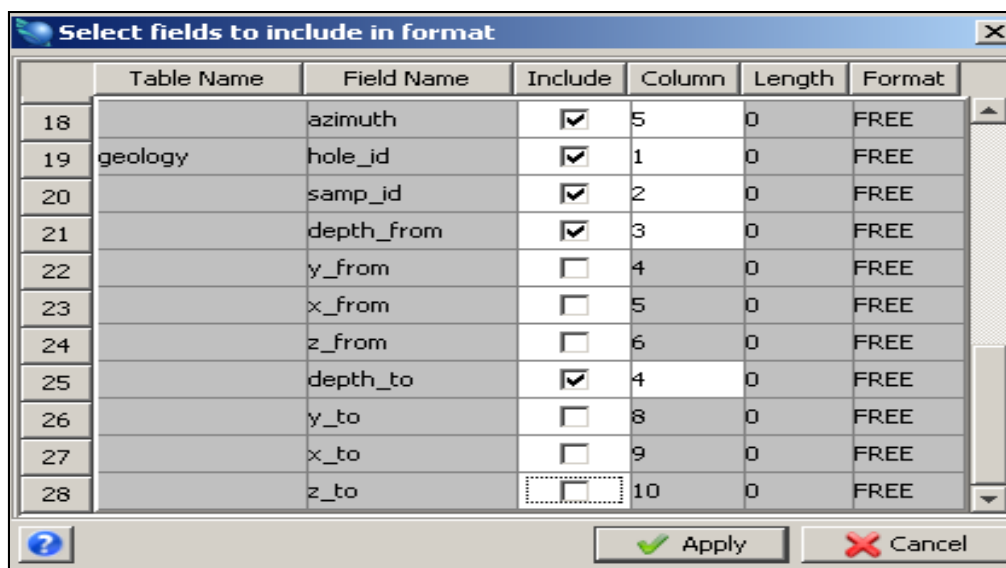 Select fields to include in format
Table Name Field Name Include Column Length Format
18 azimuth 5 0 FREE
19 geology hole_id 1 0 FREE
20 samp_id 2 0 FREE
21 depth_from 3 0 FREE
22 y_from 4 0 FREE
23 x_from 5 0 FREE
24 z_from 6 0 FREE
25 depth_to 4 0 FREE
26 y_to 8 0 FREE
27 x_to 9 0 FREE
28 z_to 10 0 FREE
? Apply Cancel